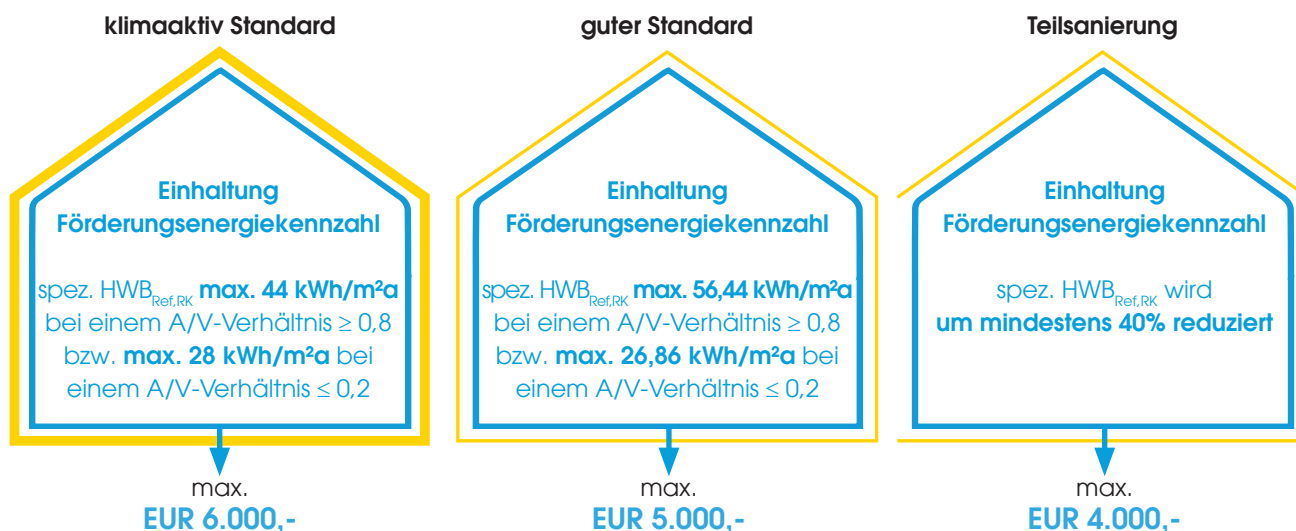 klimaaktiv Standard
Einhaltung
Förderungsenergiekennzahl
spez. HWBRef,RK max. 44 kWh/m²a
bei einem A/V-Verhältnis ≥ 0,8
bzw. max. 28 kWh/m²a bei
einem A/V-Verhältnis ≤ 0,2
max.
EUR 6.000,-
guter Standard
Einhaltung
Förderungsenergiekennzahl
spez. HWBRef,RK max. 56,44 kWh/m²a
bei einem A/V-Verhältnis ≥ 0,8
bzw. max. 26,86 kWh/m²a bei
einem A/V-Verhältnis ≤ 0,2
max.
EUR 5.000,-
Teilsanierung
Einhaltung
Förderungsenergiekennzahl
spez. HWBRef,RK wird
um mindestens 40% reduziert
max.
EUR 4.000,-